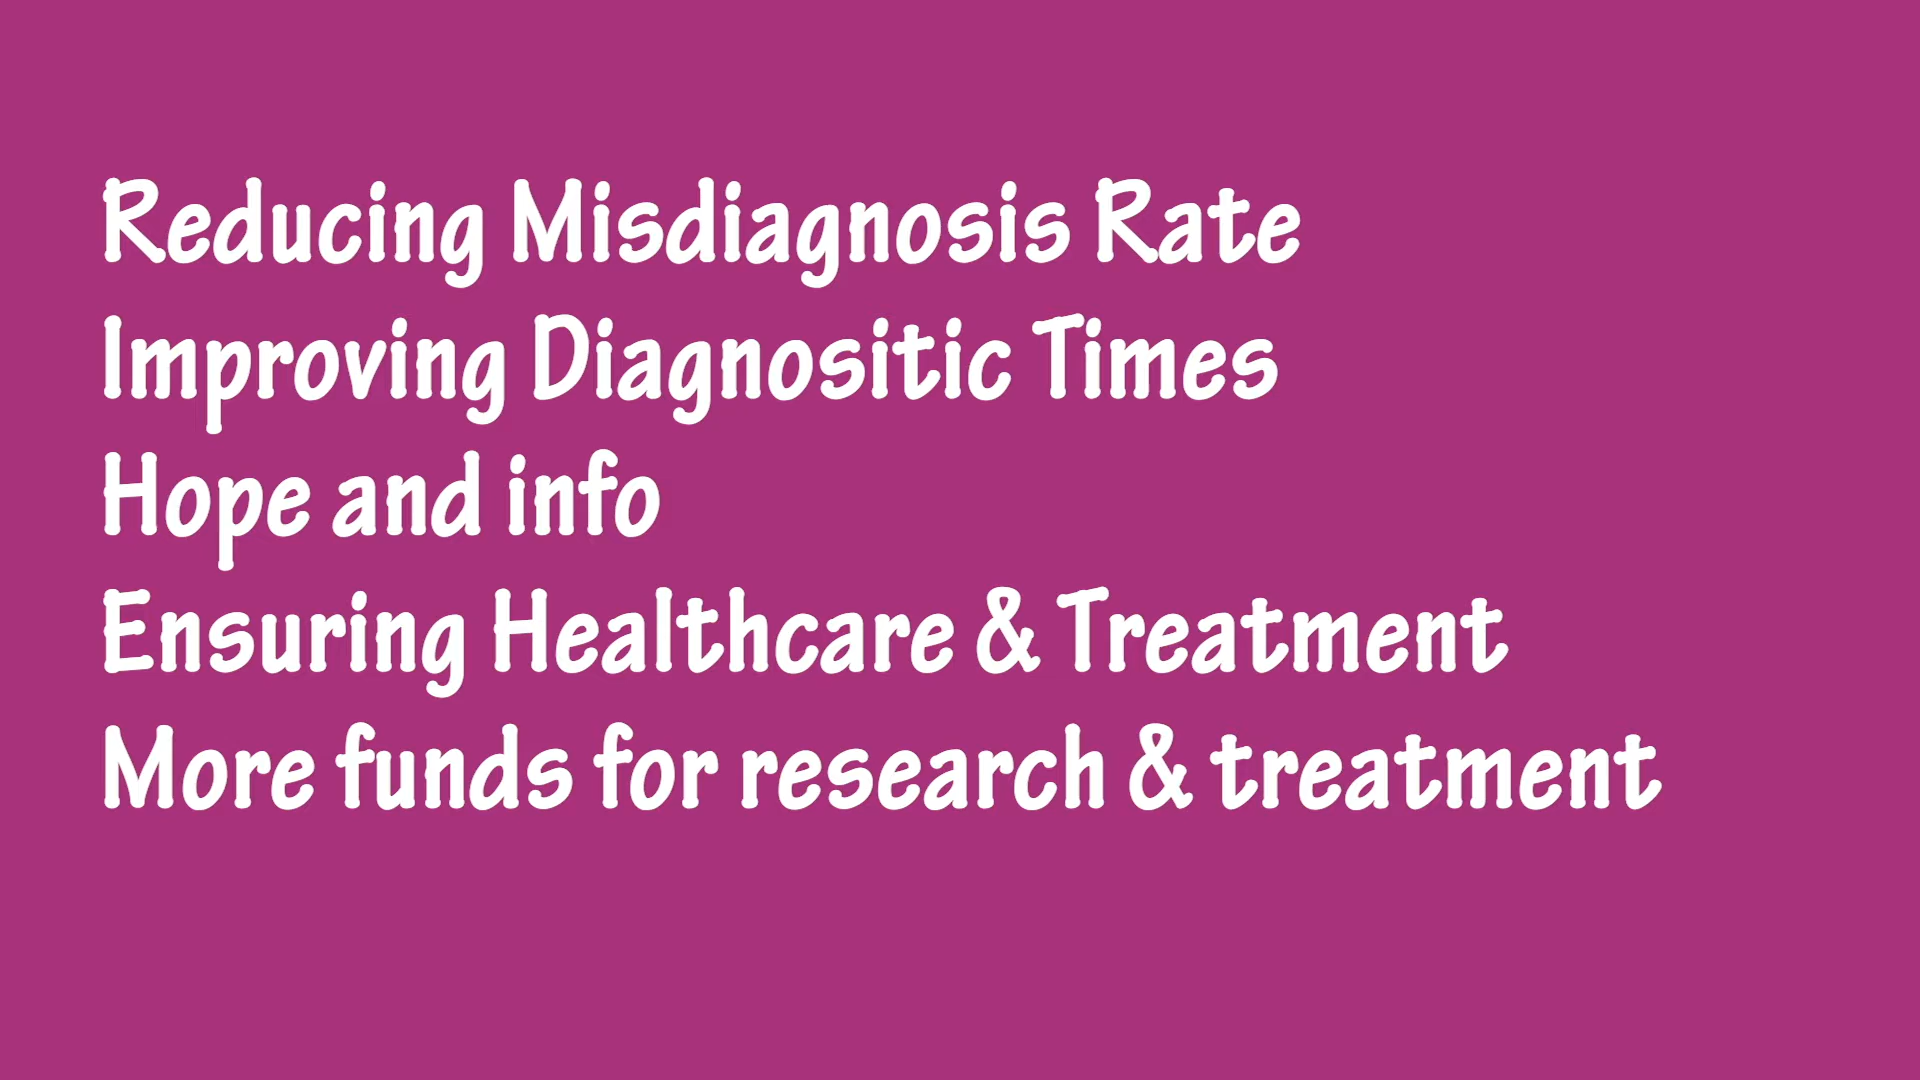 Reducing Misdiagnosis Rate
Improving Diagnositic Times
Hope and info
Ensuring Healthcare & Treatment
More funds for research & treatment